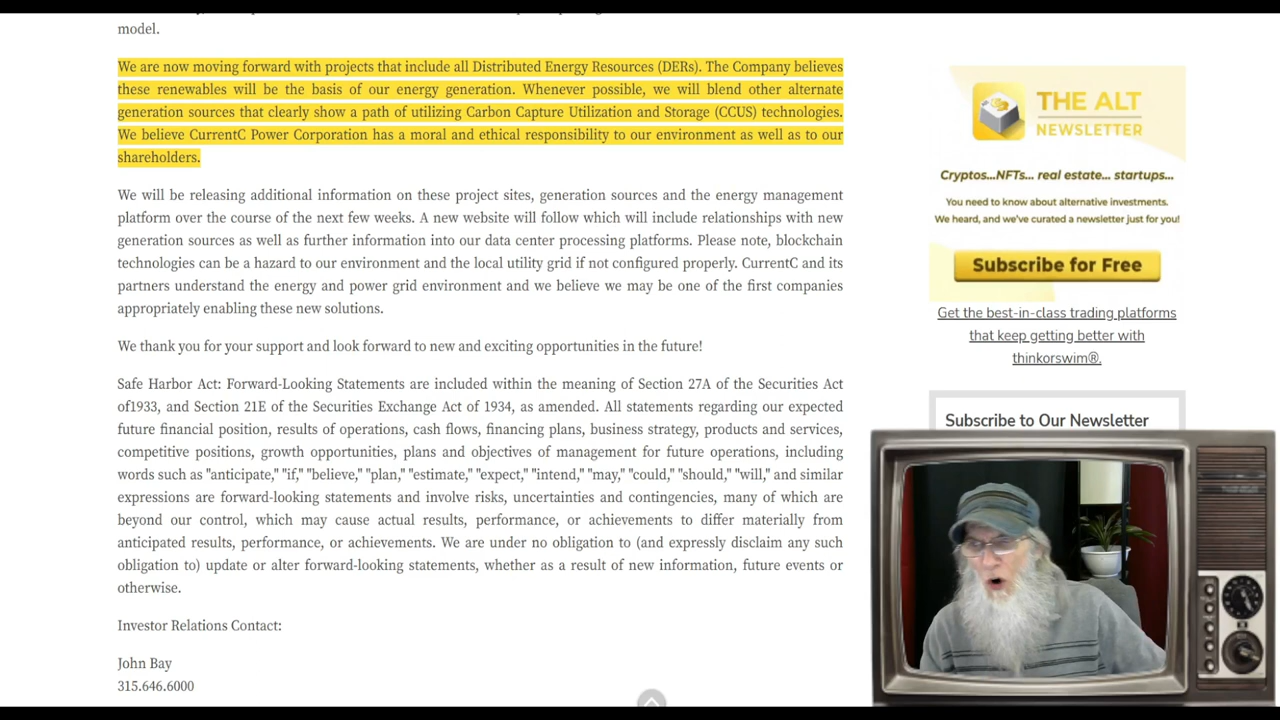 model.
We are now moving forward with projects that include all Distributed Energy Resources (DERs). The Company believes
these renewables will be the basis of our energy generation. Whenever possible, we will blend other alternate
generation sources that clearly show a path of utilizing Carbon Capture Utilization and Storage (CCUS) technologies.
We believe CurrentC Power Corporation has a moral and ethical responsibility to our environment as well as to our
shareholders.
We will be releasing additional information on these project sites, generation sources and the energy management
platform over the course of the next few weeks. A new website will follow which will include relationships with new
generation sources as well as further information into our data center processing platforms. Please note, blockchain
technologies can be a hazard to our environment and the local utility grid if not configured properly. CurrentC and its
partners understand the energy and power grid environment and we believe we may be one of the first companies
appropriately enabling these new solutions.
We thank you for your support and look forward to new and exciting opportunities in the future!
Safe Harbor Act: Forward-Looking Statements are included within the meaning of Section 27A of the Securities Act
of1933, and Section 21E of the Securities Exchange Act of 1934, as amended. All statements regarding our expected
future financial position, results of operations, cash flows, financing plans, business strategy, products and services,
competitive positions, growth opportunities, plans and objectives of management for future operations, including
words such as "anticipate," "if," "believe," "plan," "estimate," "expect," "intend," "may," "could," "should," "will," and similar
expressions are forward-looking statements and involve risks, uncertainties and contingencies, many of which are
beyond our control, which may cause actual results, performance, or achievements to differ materially from
anticipated results, performance, or achievements. We are under no obligation to (and expressly disclaim any such
obligation to) update or alter forward-looking statements, whether as a result of new information, future events or
otherwise.
Investor Relations Contact:
John Bay
315.646.6000
THE ALT
NEWSLETTER
Cryptos...NFTs... real estate... startups...
You need to know about alternative investments.
We heard, and we've curated a newsletter just for you!
Subscribe for Free
Get the best-in-class trading platforms
that keep getting better with
thinkorswim®.
Subscribe to Our Newsletter